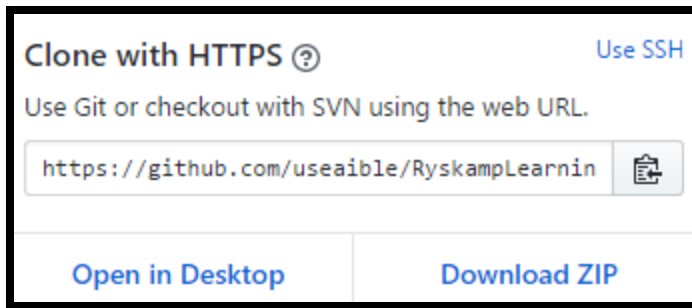 Clone with HTTPS ?
Use SSH
Use Git or checkout with SVN using the web URL.
https://github.com/useaible/RyskampLearnin
Open in Desktop
Download ZIP